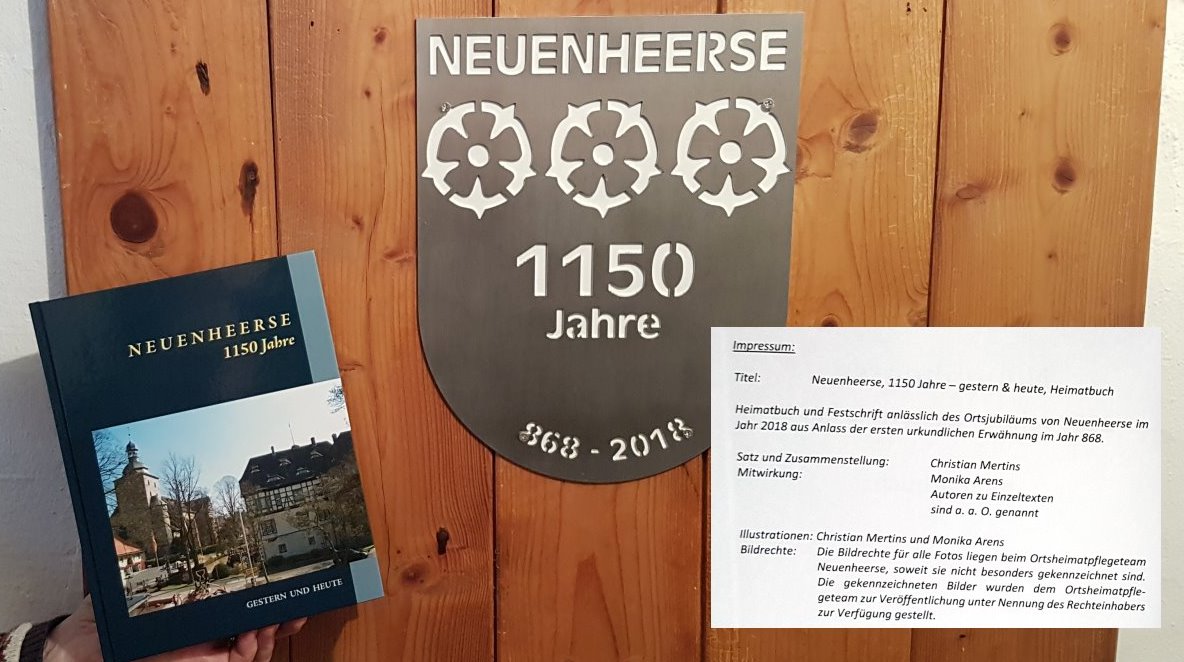 NEUENHEERSE
1150
Jahre
868 - 2018
NEUENHEERSE
1150 Jahre
GESTERN UND HEUTE
Impressum:
Titel: Neuenheerse, 1150 Jahre – gestern & heute, Heimatbuch
Heimatbuch und Festschrift anlässlich des Ortsjubiläums von Neuenheerse im
Jahr 2018 aus Anlass der ersten urkundlichen Erwähnung im Jahr 868.
Satz und Zusammenstellung: Christian Mertins
Mitwirkung: Monika Arens
Autoren zu Einzeltexten
sind a. a. O. genannt
Illustrationen: Christian Mertins und Monika Arens
Bildrechte: Die Bildrechte für alle Fotos liegen beim Ortsheimatpflegeteam
Neuenheerse, soweit sie nicht besonders gekennzeichnet sind.
Die gekennzeichneten Bilder wurden dem Ortsheimatpfle-
geteam zur Veröffentlichung unter Nennung des Rechteinhabers
zur Verfügung gestellt.